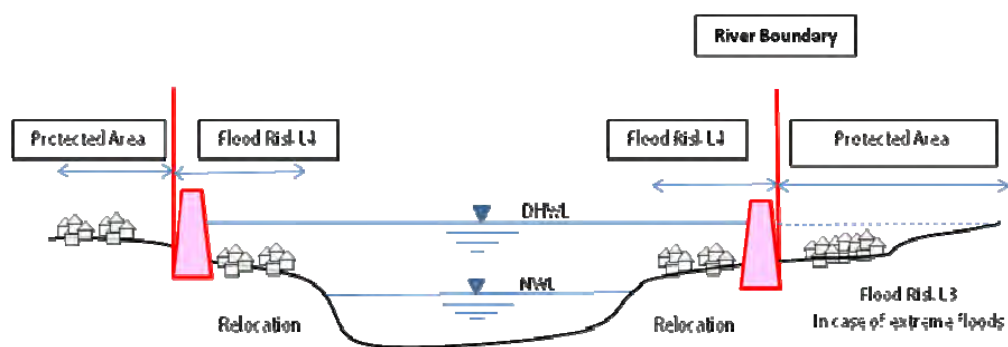 River Boundary
Protected Area
Flood Risk L4
Flood Risk L4
Protected Area
DHWL
NWL
Relocation
Relocation
Flood Risk L3
In case of extreme floods